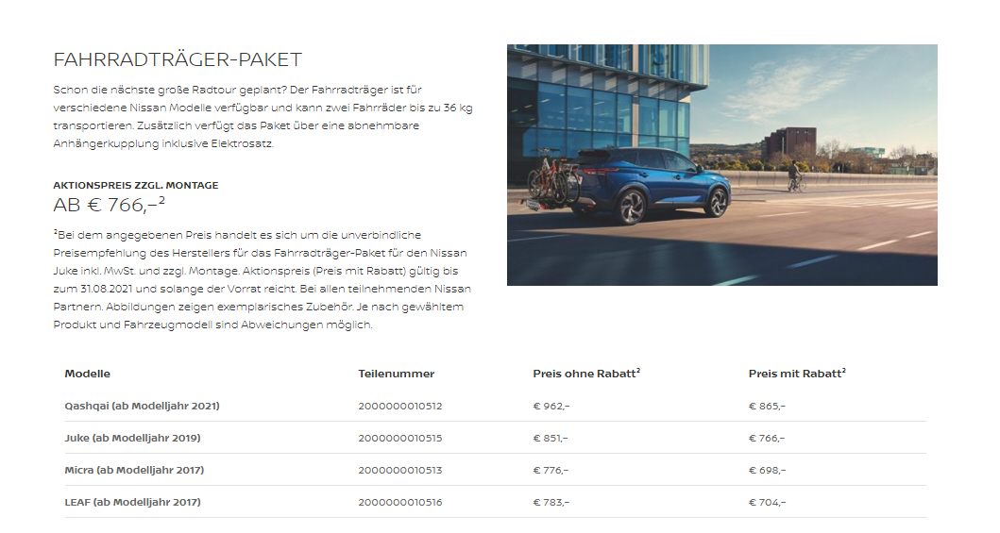 FAHRRADTRÄGER-PAKET
Schon die nächste große Radtour geplant? Der Fahrradträger ist für
verschiedene Nissan Modelle verfügbar und kann zwei Fahrräder bis zu 36 kg
transportieren. Zusätzlich verfügt das Paket über eine abnehmbare
Anhängerkupplung inklusive Elektrosatz.
AKTIONSPREIS ZZGL. MONTAGE
AB € 766,–²
²Bei dem angegebenen Preis handelt es sich um die unverbindliche
Preisempfehlung des Herstellers für das Fahrradträger-Paket für den Nissan
Juke inkl. MwSt. und zzgl. Montage. Aktionspreis (Preis mit Rabatt) gültig bis
zum 31.08.2021 und solange der Vorrat reicht. Bei allen teilnehmenden Nissan
Partnern. Abbildungen zeigen exemplarisches Zubehör. Je nach gewähltem
Produkt und Fahrzeugmodell sind Abweichungen möglich.
Modelle Teilenummer Preis ohne Rabatt² Preis mit Rabatt²
Qashqai (ab Modelljahr 2021) 2000000010512 € 962,– € 865,–
Juke (ab Modelljahr 2019) 2000000010515 € 851,– € 766,–
Micra (ab Modelljahr 2017) 2000000010513 € 776,– € 698,–
LEAF (ab Modelljahr 2017) 2000000010516 € 783,– € 704,–